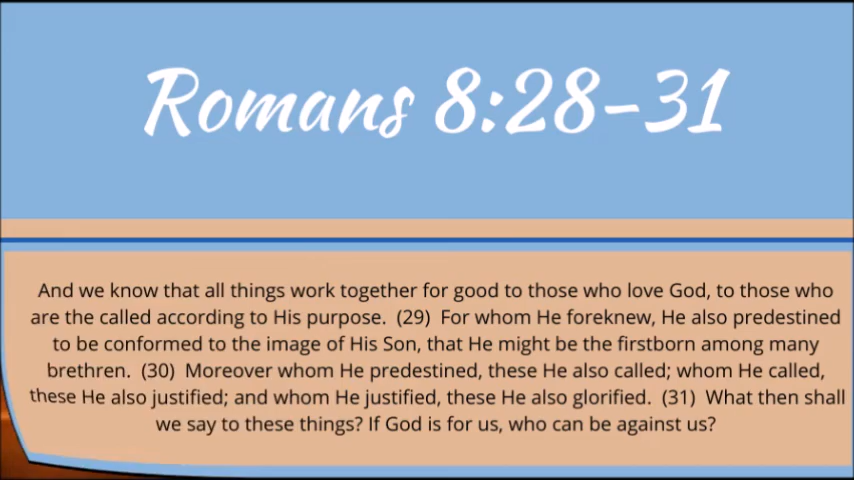 Romans 8:28-31
And we know that all things work together for good to those who love God, to those who
are the called according to His purpose. (29) For whom He foreknew, He also predestined
to be conformed to the image of His Son, that He might be the firstborn among many
brethren. (30) Moreover whom He predestined, these He also called; whom He called,
these He also justified; and whom He justified, these He also glorified. (31) What then shall
we say to these things? If God is for us, who can be against us?